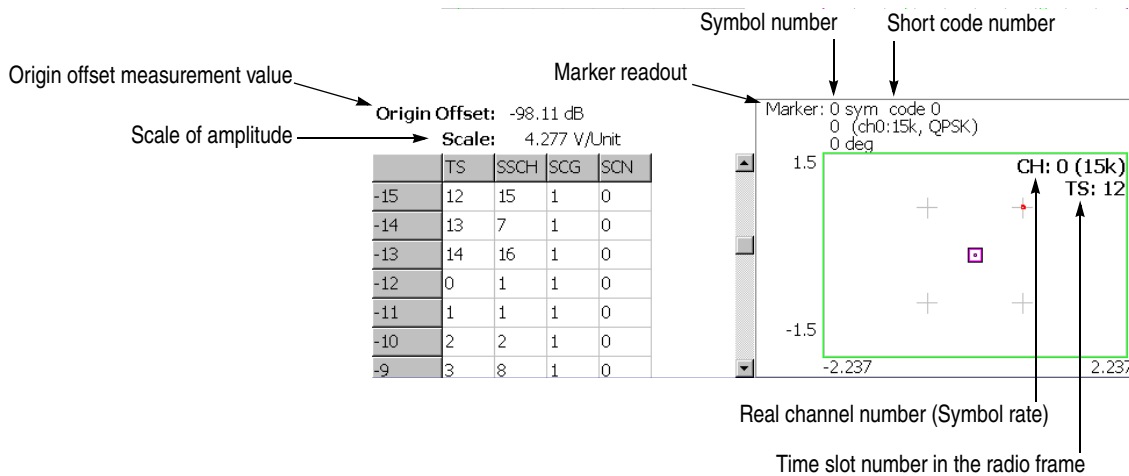 Symbol number
Short code number
Origin offset measurement value
Marker readout
Origin Offset: -98.11 dB
Marker: 0 sym code 0
0 (ch0:15k, QPSK)
0 deg
Scale of amplitude
Scale: 4.277 V/Unit
TS SSCH SCG SCN
-15 12 15 1 0
-14 13 7 1 0
-13 14 16 1 0
-12 0 1 1 0
-11 1 1 1 0
-10 2 2 1 0
-9 3 8 1 0
1.5
CH: 0 (15k)
TS: 12
-1.5
-2.237 2.237
Real channel number (Symbol rate)
Time slot number in the radio frame